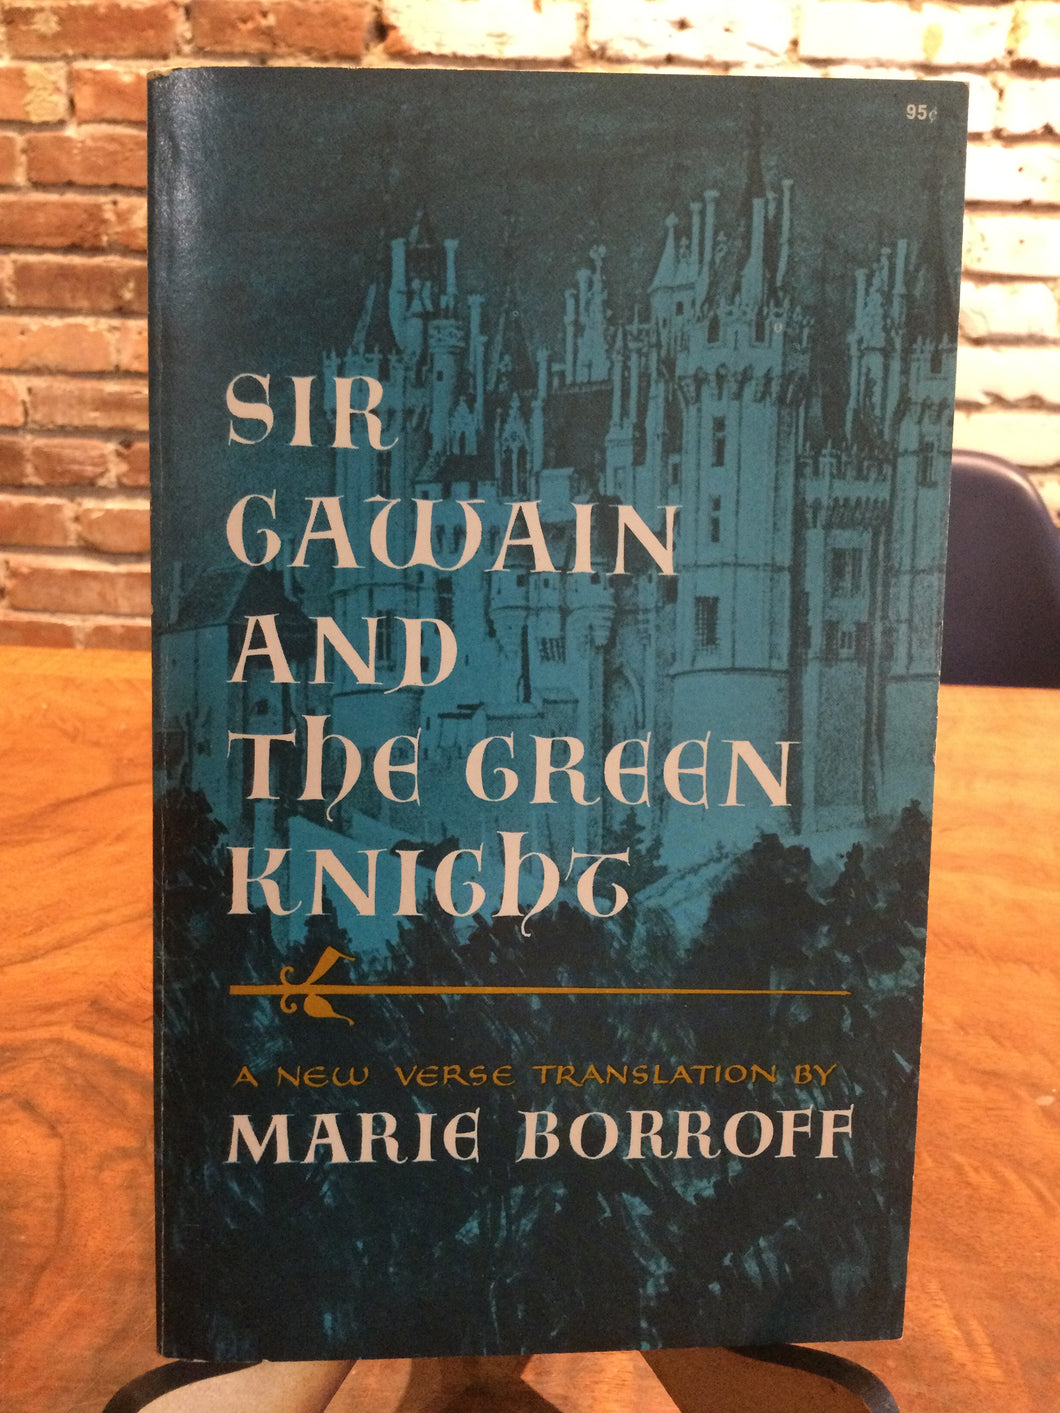 95¢
SIR
GAWAIN
AND
THE GREEN
KNIGHT
A NEW VERSE TRANSLATION BY
MARIE BORROFF